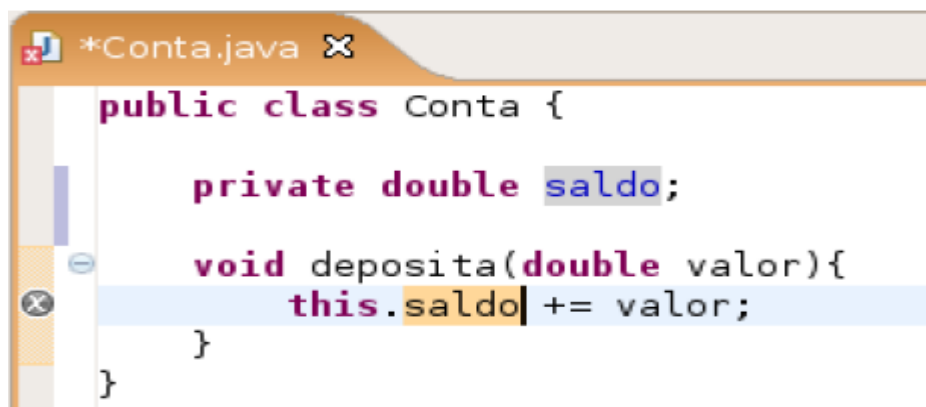 *Conta.java
public class Conta {
private double saldo;
void deposita(double valor){
this.saldo += valor;
}
}